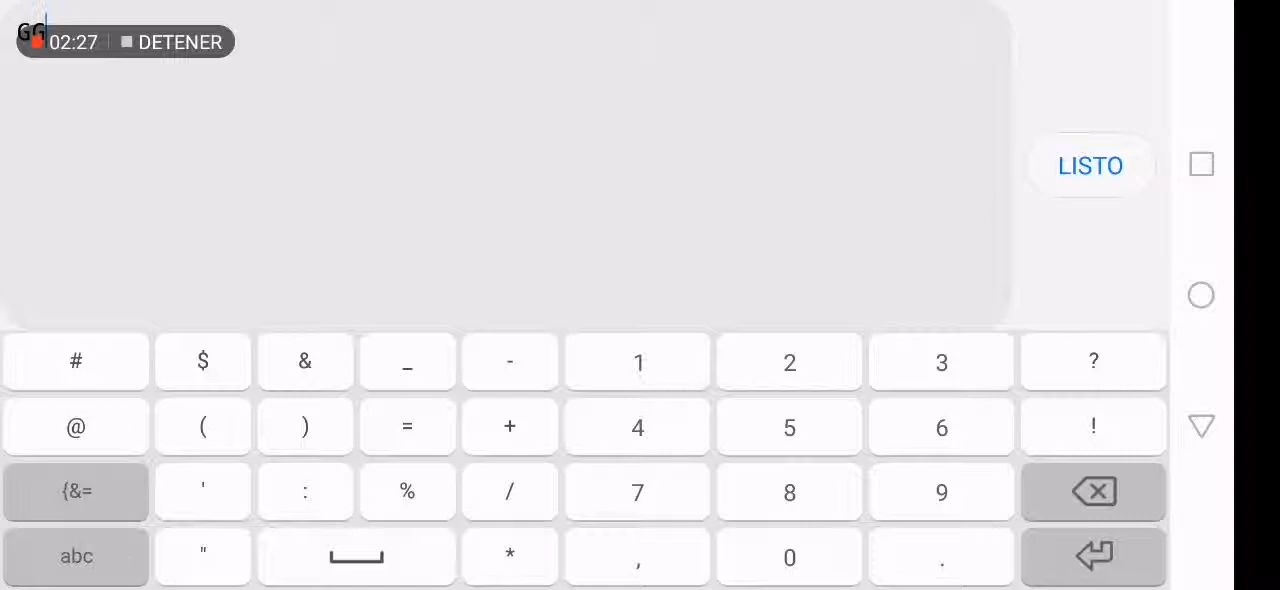 GG
02:27 DETENER
LISTO
# $ & _ - 1 2 3 ?
@ ( ) = + 4 5 6 !
{&= ' : % / 7 8 9
abc " * , 0 .